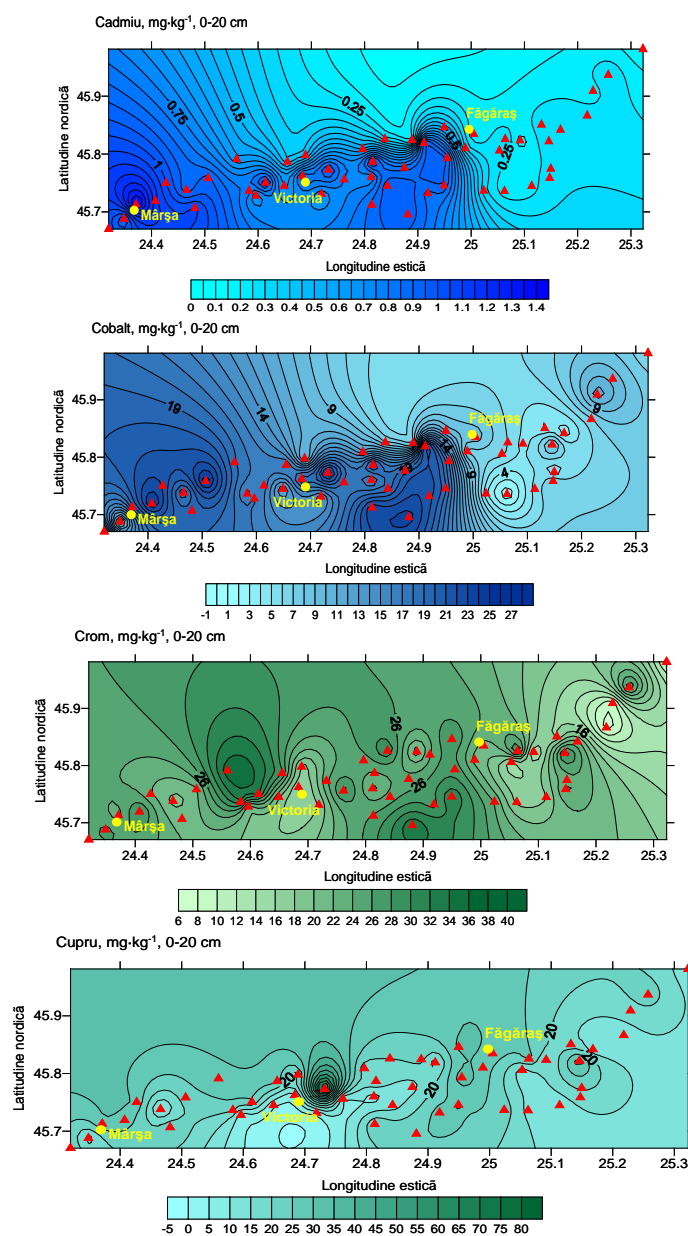 Cadmiu, mg·kg-1, 0-20 cm
Latitudine nordică
45.9
45.8
45.7
0.75
0.5
0.25
0.5
0.25
1
Făgăraş
Victoria
Mârşa
24.4 24.5 24.6 24.7 24.8 24.9 25 25.1 25.2 25.3
Longitudine estică
0 0.1 0.2 0.3 0.4 0.5 0.6 0.7 0.8 0.9 1 1.1 1.2 1.3 1.4
Cobalt, mg·kg-1, 0-20 cm
Latitudine nordică
45.9
45.8
45.7
19
14
9
14
9
4
9
Făgăraş
Victoria
Mârşa
24.4 24.5 24.6 24.7 24.8 24.9 25 25.1 25.2 25.3
Longitudine estică
-1 1 3 5 7 9 11 13 15 17 19 21 23 25 27
Crom, mg·kg-1, 0-20 cm
Latitudine nordică
45.9
45.8
45.7
26
26
26
16
Făgăraş
Victoria
Mârşa
24.4 24.5 24.6 24.7 24.8 24.9 25 25.1 25.2 25.3
Longitudine estică
6 8 10 12 14 16 18 20 22 24 26 28 30 32 34 36 38 40
Cupru, mg·kg-1, 0-20 cm
Latitudine nordică
45.9
45.8
45.7
20
20
20
20
Făgăraş
Victoria
Mârşa
24.4 24.5 24.6 24.7 24.8 24.9 25 25.1 25.2 25.3
Longitudine estică
-5 0 5 10 15 20 25 30 35 40 45 50 55 60 65 70 75 80